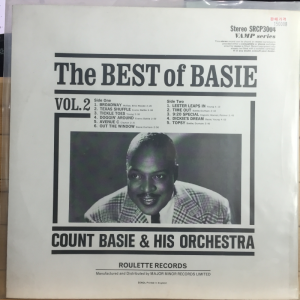 Stereo SRCP3004
VAMP series
The BEST of BASIE
VOL.2
Side One
1. BROADWAY
2. TEXAS SHUFFLE
3. TICKLE TOES
4. DOGGIN' AROUND
5. AVENUE C
6. OUT THE WINDOW
Side Two
1. LESTER LEAPS IN
2. TIME OUT
3. 9:20 SPECIAL
4. DICKIE'S DREAM
5. TOPSY
COUNT BASIE & HIS ORCHESTRA
ROULETTE RECORDS
Manufactured and Distributed by MAJOR MINOR RECORDS LIMITED